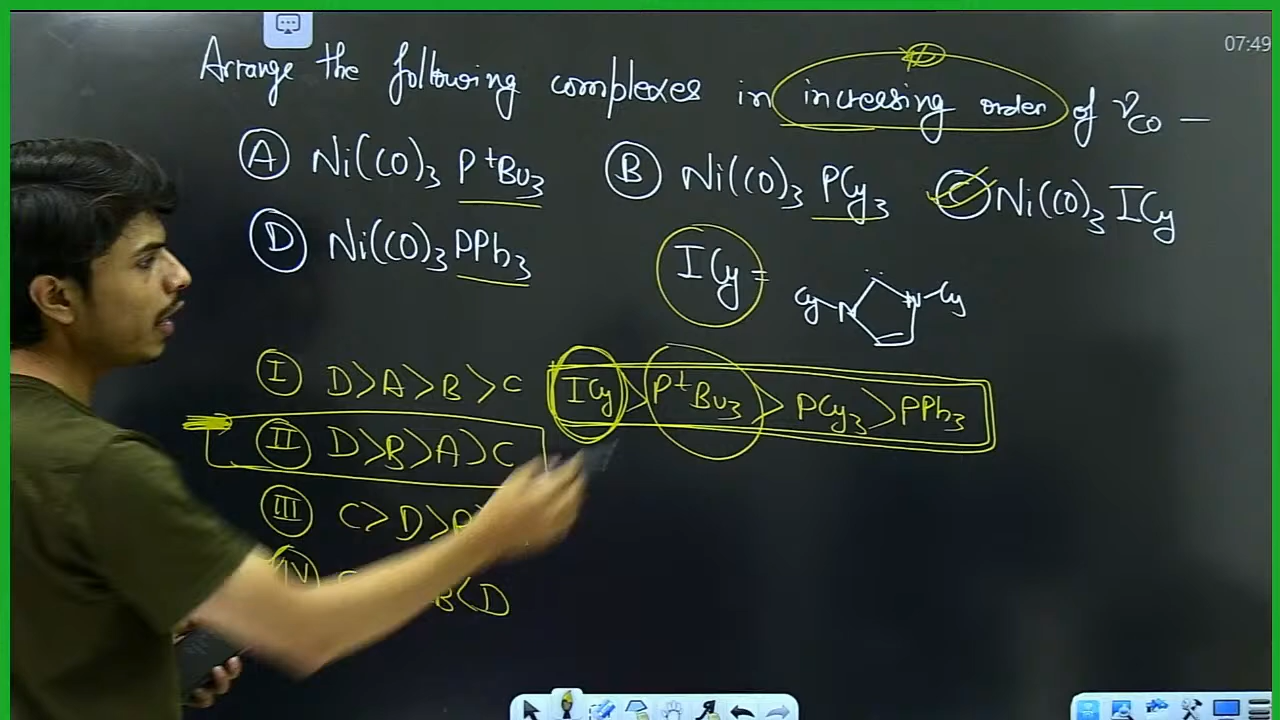 07:49
Arrange the following complexes in increasing order of νCO —
A Ni(CO)3 PtBu3 B Ni(CO)3 PCy3 C Ni(CO)3 ICy
D Ni(CO)3 PPh3
ICy =
Cy–N N–Cy
I D>A>B>C
ICy > PtBu3 > PCy3 > PPh3
II D>B>A>C
III C>D>A>
IV B<D